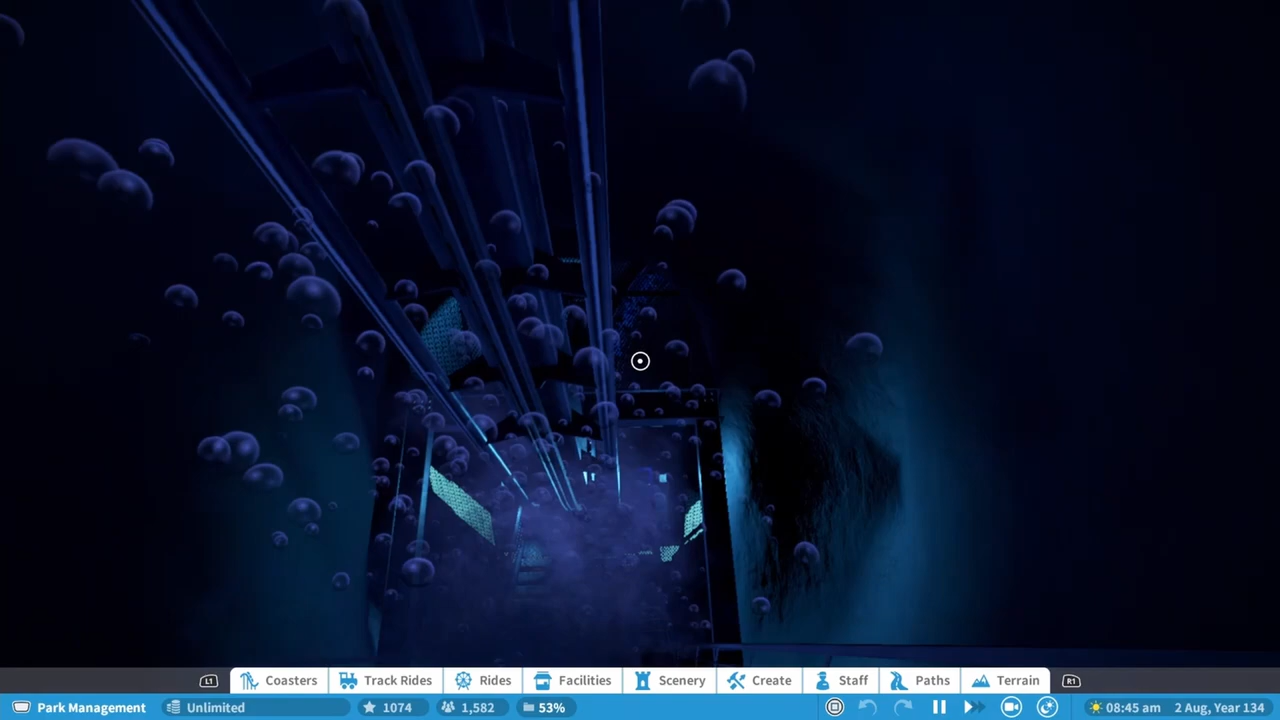 L1 Coasters Track Rides Rides Facilities Scenery Create Staff Paths Terrain R1
Park Management Unlimited 1074 1,582 53% 08:45 am 2 Aug, Year 134